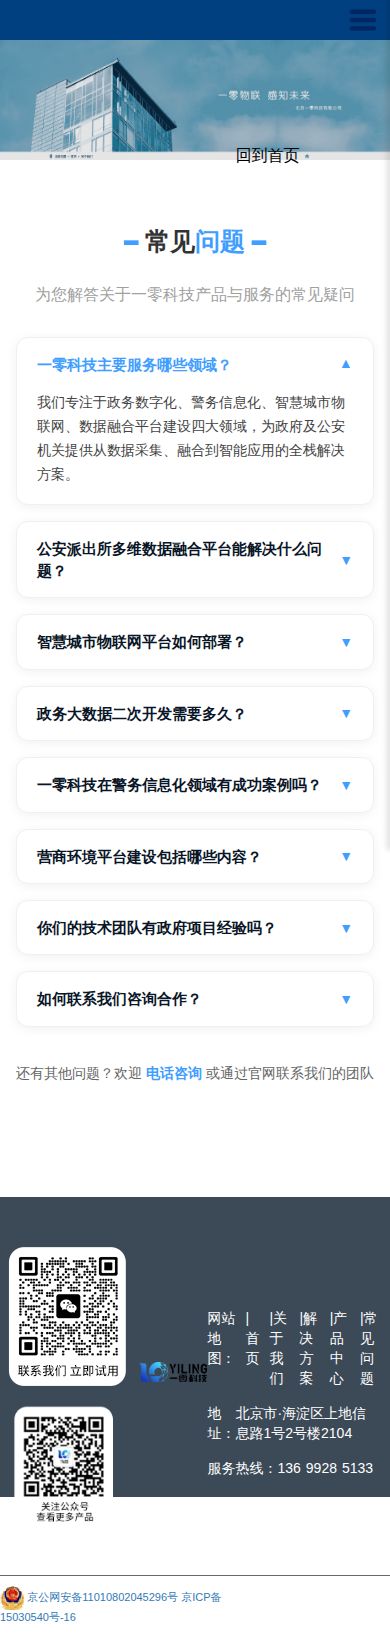 一零物联 感知未来
北京一零科技有限公司
回到首页
常见问题
为您解答关于一零科技产品与服务的常见疑问
一零科技主要服务哪些领域？
我们专注于政务数字化、警务信息化、智慧城市物
联网、数据融合平台建设四大领域，为政府及公安
机关提供从数据采集、融合到智能应用的全栈解决
方案。
公安派出所多维数据融合平台能解决什么问
题？
智慧城市物联网平台如何部署？
政务大数据二次开发需要多久？
一零科技在警务信息化领域有成功案例吗？
营商环境平台建设包括哪些内容？
你们的技术团队有政府项目经验吗？
如何联系我们咨询合作？
还有其他问题？欢迎 电话咨询 或通过官网联系我们的团队
联系我们 立即试用
YILING
一零科技
关注公众号
查看更多产品
网站地图：
|首页
|关于我们
|解决方案
|产品中心
|常见问题
地址：北京市·海淀区上地信
息路1号2号楼2104
服务热线：136 9928 5133
京公网安备11010802045296号 京ICP备
15030540号-16